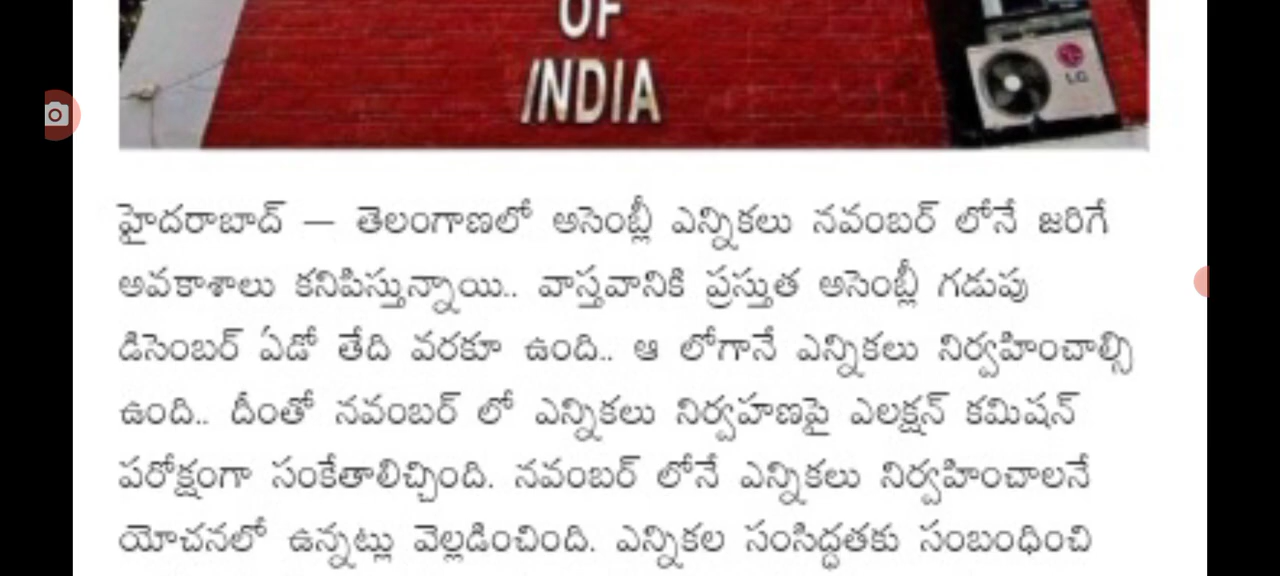 OF
INDIA
LG
హైదరాబాద్ – తెలంగాణలో అసెంబ్లీ ఎన్నికలు నవంబర్ లోనే జరిగే
అవకాశాలు కనిపిస్తున్నాయి.. వాస్తవానికి ప్రస్తుత అసెంబ్లీ గడువు
డిసెంబర్ ఏడో తేది వరకూ ఉంది.. ఆ లోగానే ఎన్నికలు నిర్వహించాల్సి
ఉంది.. దీంతో నవంబర్ లో ఎన్నికలు నిర్వహణపై ఎలక్షన్ కమిషన్
పరోక్షంగా సంకేతాలిచ్చింది. నవంబర్ లోనే ఎన్నికలు నిర్వహించాలనే
యోచనలో ఉన్నట్లు వెల్లడించింది. ఎన్నికల సంసిద్ధతకు సంబంధించి